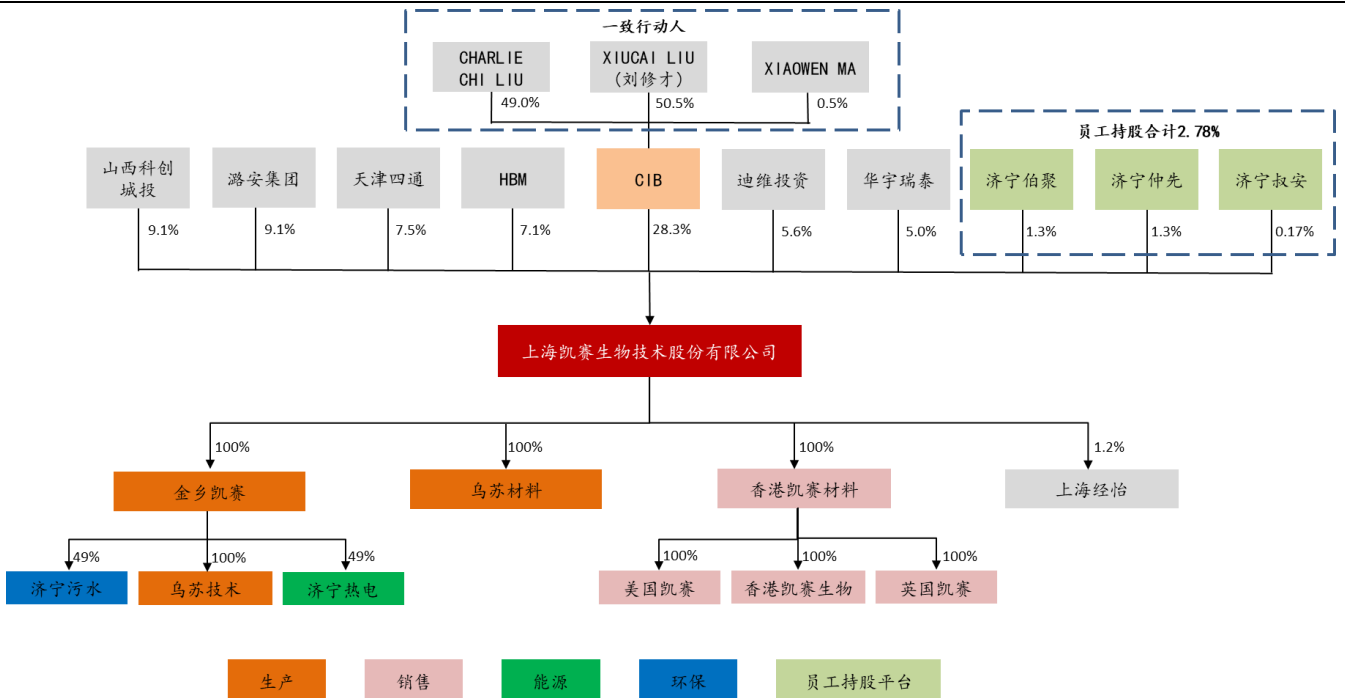 一致行动人
CHARLIE
CHI LIU
XIUCAI LIU
(刘修才)
XIAOWEN MA
49.0%
50.5%
0.5%
员工持股合计2.78%
山西科创
城投
潞安集团
天津四通
HBM
CIB
迪维投资
华宇瑞泰
济宁伯聚
济宁仲先
济宁叔安
9.1%
9.1%
7.5%
7.1%
28.3%
5.6%
5.0%
1.3%
1.3%
0.17%
上海凯赛生物技术股份有限公司
100%
100%
100%
1.2%
金乡凯赛
乌苏材料
香港凯赛材料
上海经怡
49%
100%
49%
100%
100%
100%
济宁污水
乌苏技术
济宁热电
美国凯赛
香港凯赛生物
英国凯赛
生产
销售
能源
环保
员工持股平台